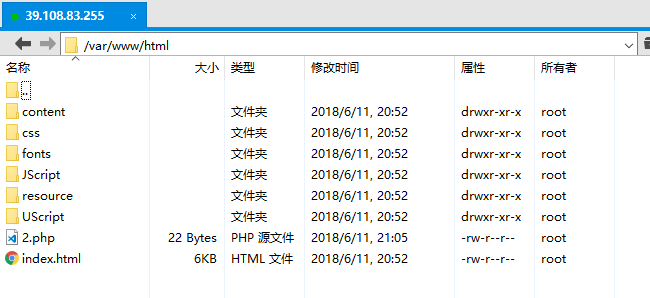 39.108.83.255 ×
/var/www/html
名称 大小 类型 修改时间 属性 所有者
..
content 文件夹 2018/6/11, 20:52 drwxr-xr-x root
css 文件夹 2018/6/11, 20:52 drwxr-xr-x root
fonts 文件夹 2018/6/11, 20:52 drwxr-xr-x root
JScript 文件夹 2018/6/11, 20:52 drwxr-xr-x root
resource 文件夹 2018/6/11, 20:52 drwxr-xr-x root
UScript 文件夹 2018/6/11, 20:52 drwxr-xr-x root
2.php 22 Bytes PHP 源文件 2018/6/11, 21:05 -rw-r--r-- root
index.html 6KB HTML 文件 2018/6/11, 20:52 -rw-r--r-- root